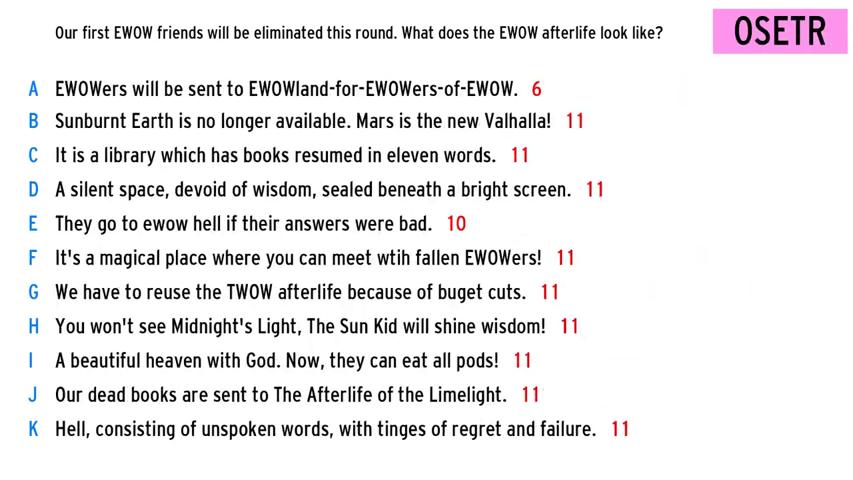 Our first EWOW friends will be eliminated this round. What does the EWOW afterlife look like?
OSETR
A EWOWers will be sent to EWOWland-for-EWOWers-of-EWOW. 6
B Sunburnt Earth is no longer available. Mars is the new Valhalla! 11
C It is a library which has books resumed in eleven words. 11
D A silent space, devoid of wisdom, sealed beneath a bright screen. 11
E They go to ewow hell if their answers were bad. 10
F It's a magical place where you can meet wtih fallen EWOWers! 11
G We have to reuse the TWOW afterlife because of buget cuts. 11
H You won't see Midnight's Light, The Sun Kid will shine wisdom! 11
I A beautiful heaven with God. Now, they can eat all pods! 11
J Our dead books are sent to The Afterlife of the Limelight. 11
K Hell, consisting of unspoken words, with tinges of regret and failure. 11